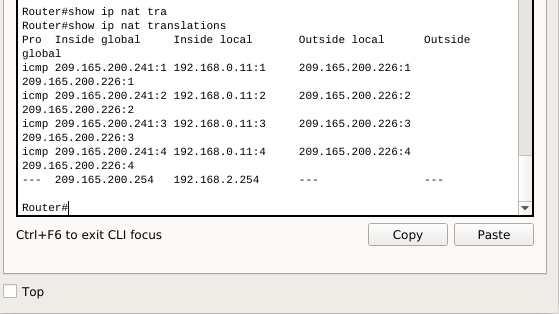 Router#show ip nat tra
Router#show ip nat translations
Pro  Inside global     Inside local       Outside local      Outside
global
icmp 209.165.200.241:1 192.168.0.11:1     209.165.200.226:1
209.165.200.226:1
icmp 209.165.200.241:2 192.168.0.11:2     209.165.200.226:2
209.165.200.226:2
icmp 209.165.200.241:3 192.168.0.11:3     209.165.200.226:3
209.165.200.226:3
icmp 209.165.200.241:4 192.168.0.11:4     209.165.200.226:4
209.165.200.226:4
---  209.165.200.254   192.168.2.254      ---                ---
Router#
Ctrl+F6 to exit CLI focus
Copy
Paste
Top